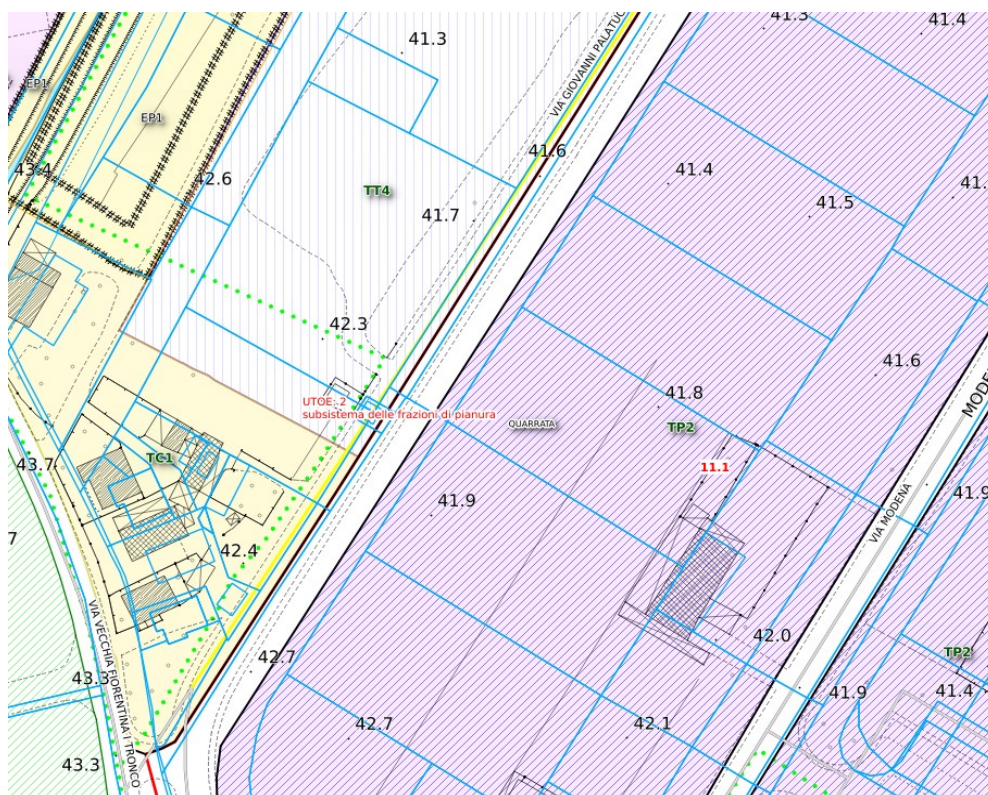 41.3
41.4
41.3
EP1
EP1
VIA GIOVANNI PALATUC
41.6
43.4
42.6
TT4
41.4
41.
41.7
41.5
42.3
41.6
UTOE: 2
subsistema delle frazioni di pianura
41.8
QUARRATA
TP2
MODE
TC1
43.7
11.1
41.9
41.9
VIA MODENA
7
42.4
VIA VECCHIA FIORENTINA I TRONCO
42.0
42.7
TP2
43.3
41.9
41.4
42.7
42.1
43.3